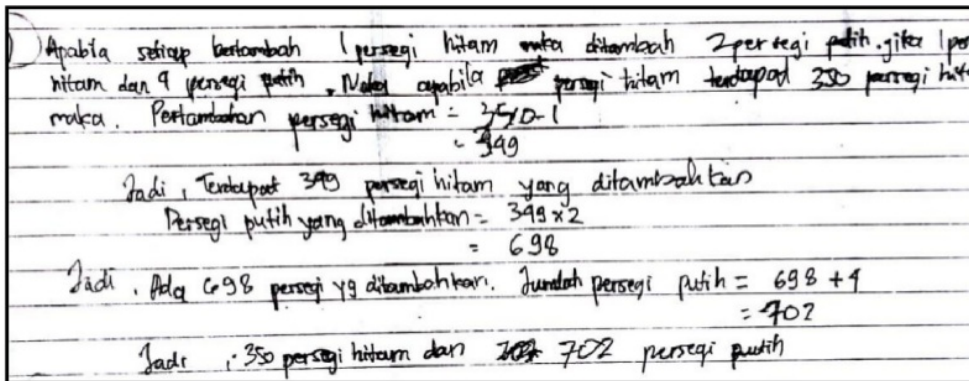 Apabila setiap bertambah 1 persegi hitam maka ditambah 2 persegi putih. jika 1 per
hitam dan 4 persegi putih. Maka apabila persegi hitam terdapat 350 persegi hit
maka. Pertambahan persegi hitam = 350-1
= 349
Jadi, Terdapat 349 persegi hitam yang ditambahkan
Persegi putih yang ditambahkan = 349 x 2
= 698
Jadi. Ada 698 persegi yg ditambahkan. Jumlah persegi putih = 698 + 4
= 702
Jadi, 350 persegi hitam dan 702 persegi putih